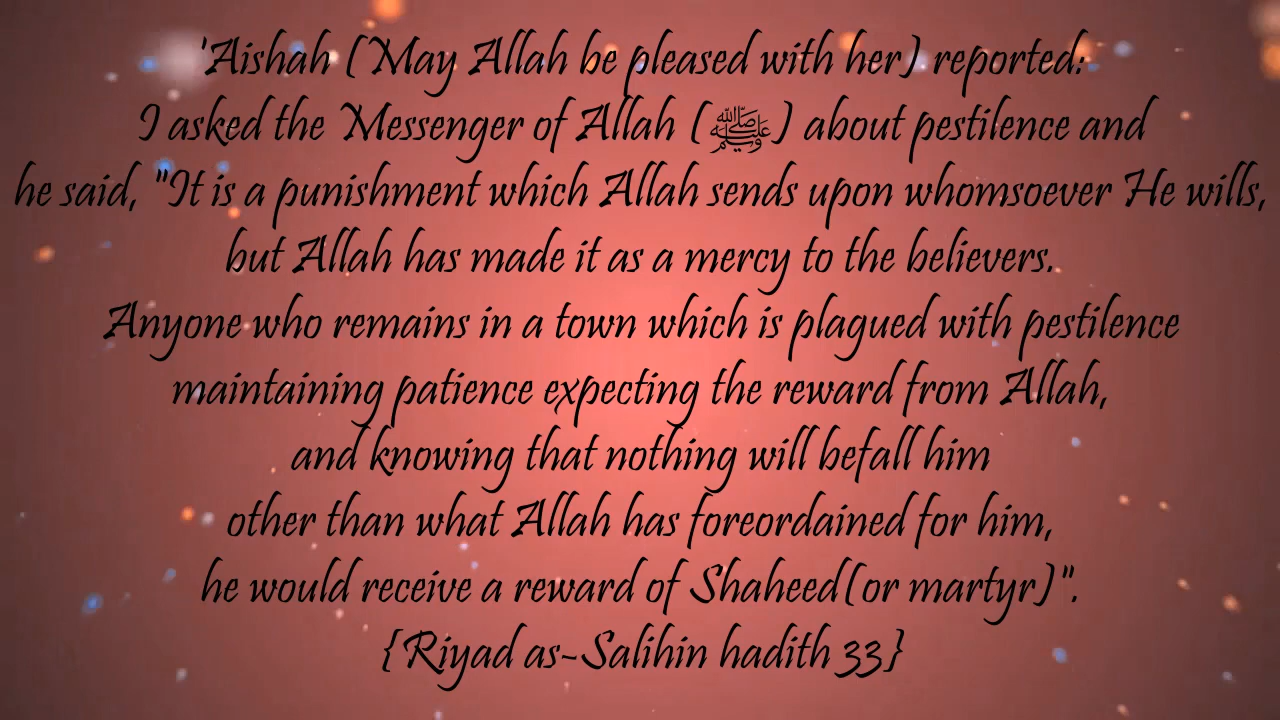 'Aishah (May Allah be pleased with her) reported:
I asked the Messenger of Allah (ﷺ) about pestilence and
he said, "It is a punishment which Allah sends upon whomsoever He wills,
but Allah has made it as a mercy to the believers.
Anyone who remains in a town which is plagued with pestilence
maintaining patience expecting the reward from Allah,
and knowing that nothing will befall him
other than what Allah has foreordained for him,
he would receive a reward of Shaheed(or martyr)".
{Riyad as-Salihin hadith 33}